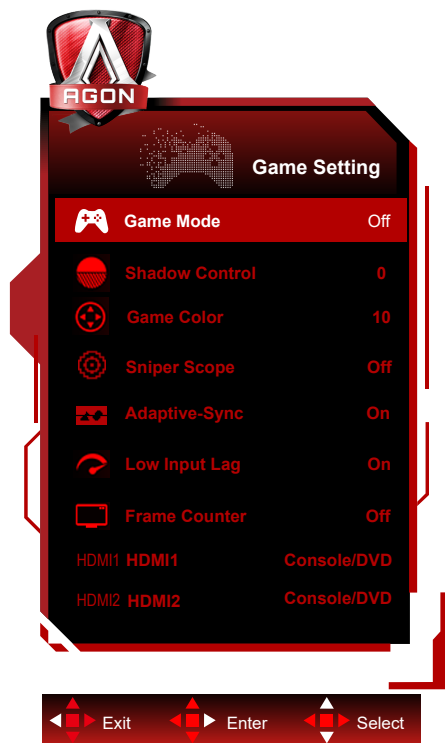 AGON
Game Setting
Game Mode Off
Shadow Control 0
Game Color 10
Sniper Scope Off
Adaptive-Sync On
Low Input Lag On
Frame Counter Off
HDMI1 HDMI1 Console/DVD
HDMI2 HDMI2 Console/DVD
Exit Enter Select